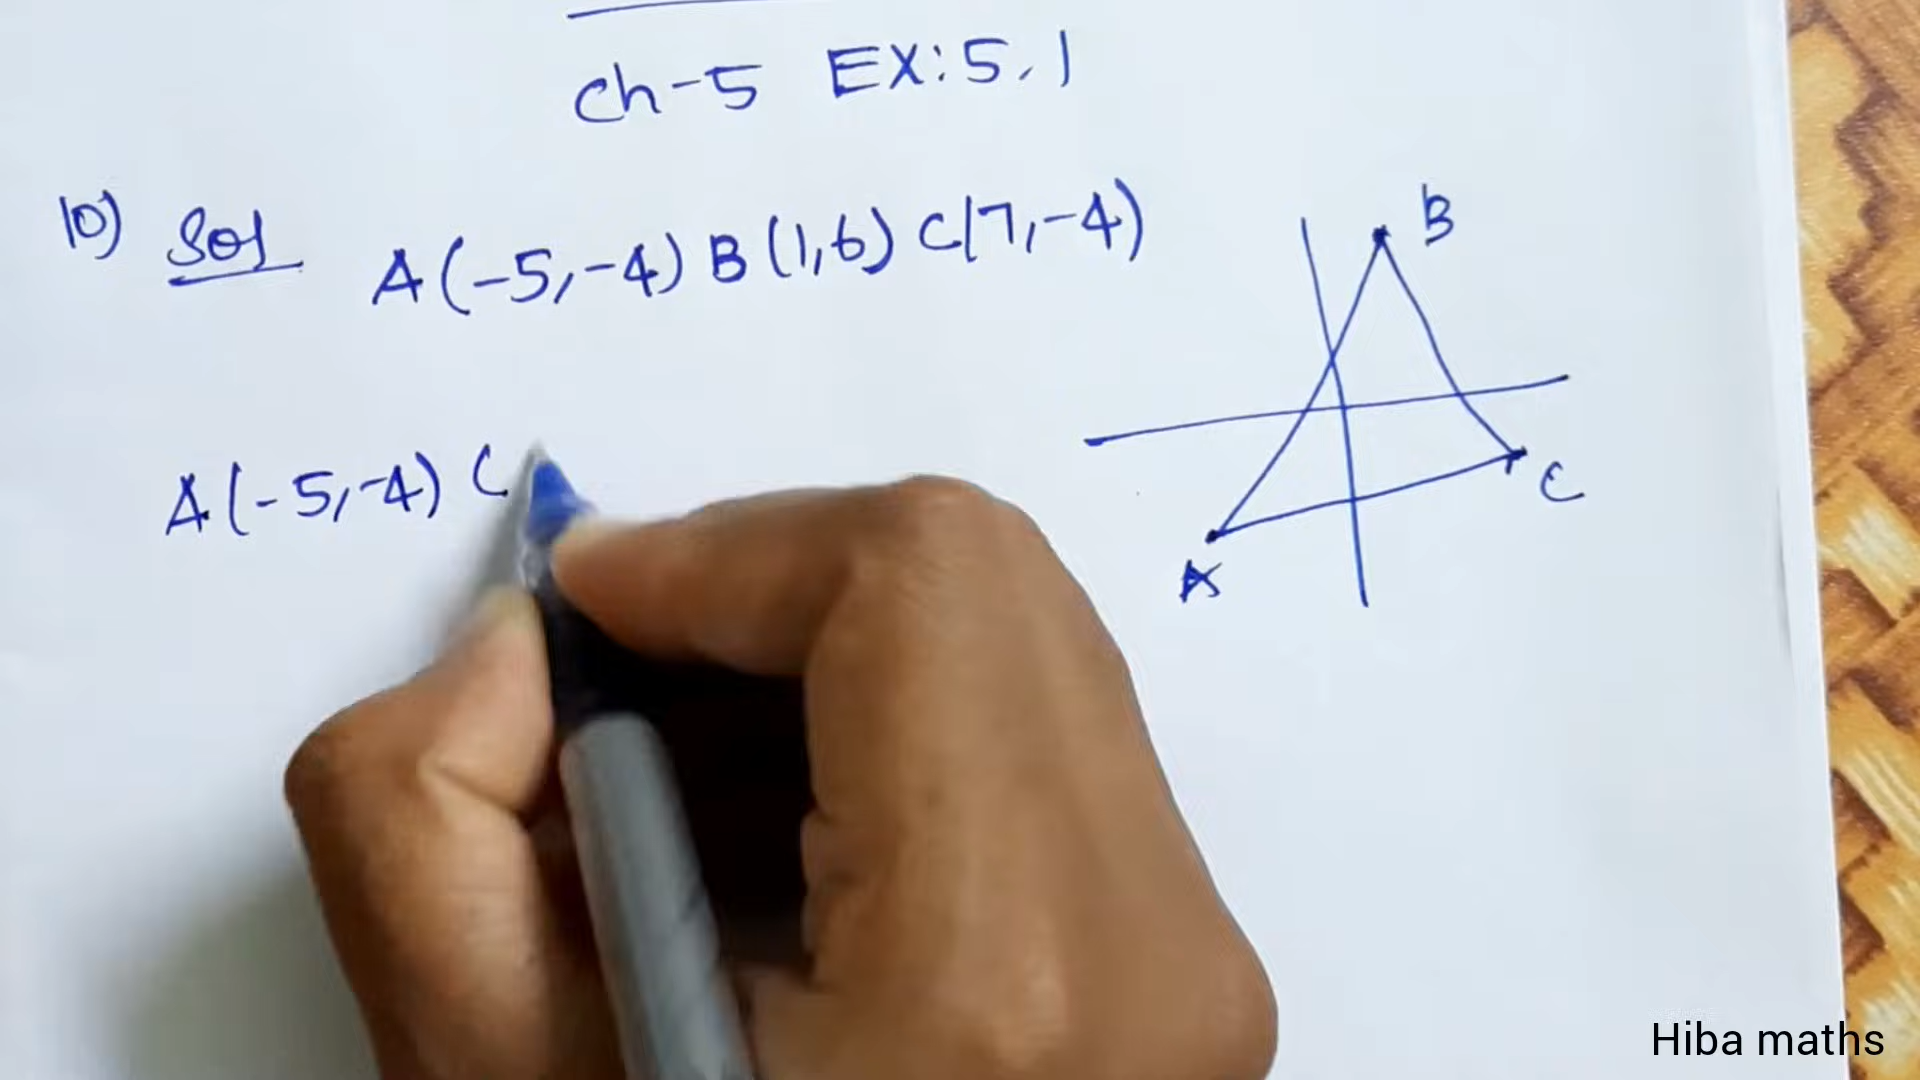 Ch-5 EX: 5.1
10) Sol A(-5,-4) B(1,6) C(7,-4)
B
A(-5,-4) C
C
A
Hiba maths